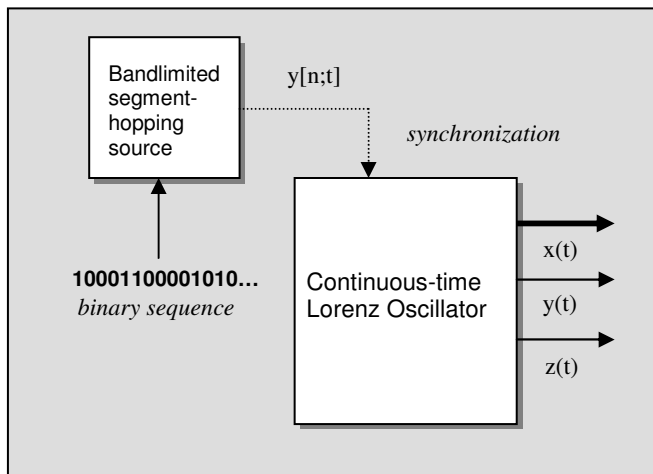 Bandlimited
segment-
hopping
source
y[n;t]
synchronization
10001100001010...
binary sequence
Continuous-time
Lorenz Oscillator
x(t)
y(t)
z(t)